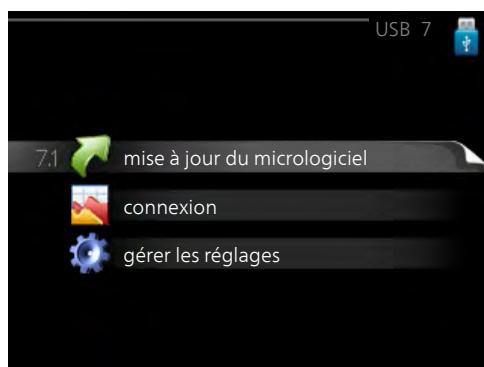 USB 7
7.1 mise à jour du micrologiciel
connexion
gérer les réglages